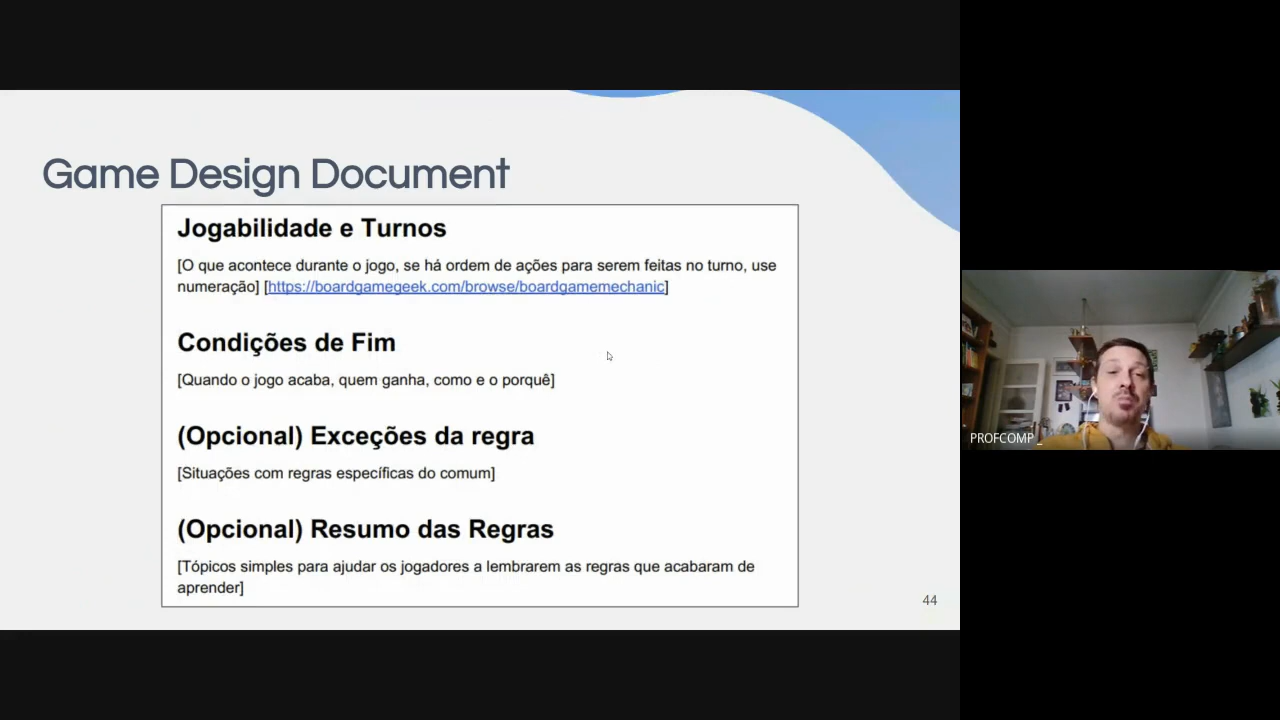 Game Design Document
Jogabilidade e Turnos
[O que acontece durante o jogo, se há ordem de ações para serem feitas no turno, use
numeração] [https://boardgamegeek.com/browse/boardgamemechanic]
Condições de Fim
[Quando o jogo acaba, quem ganha, como e o porquê]
(Opcional) Exceções da regra
[Situações com regras específicas do comum]
(Opcional) Resumo das Regras
[Tópicos simples para ajudar os jogadores a lembrarem as regras que acabaram de
aprender]
44
PROFCOMP _